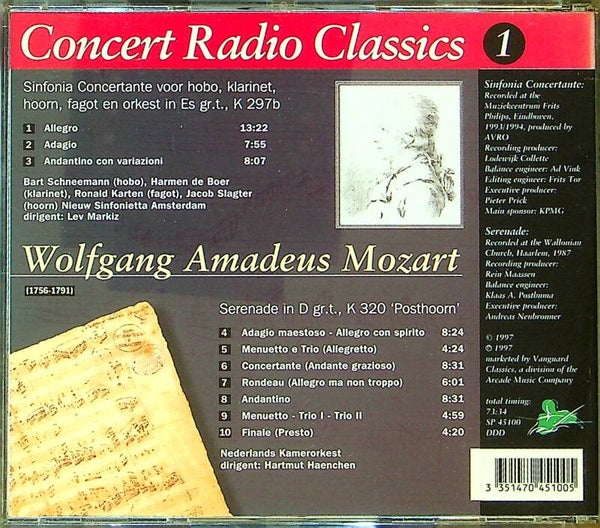 Concert Radio Classics 1
Sinfonia Concertante voor hobo, klarinet,
hoorn, fagot en orkest in Es gr.t., K 297b
1 Allegro 13:22
2 Adagio 7:55
3 Andantino con variazioni 8:07
Bart Schneemann (hobo), Harmen de Boer
(klarinet), Ronald Karten (fagot), Jacob Slagter
(hoorn) Nieuw Sinfonietta Amsterdam
dirigent: Lev Markiz
Wolfgang Amadeus Mozart
(1756-1791)
Serenade in D gr.t., K 320 'Posthoorn'
4 Adagio maestoso - Allegro con spirito 8:24
5 Menuetto e Trio (Allegretto) 4:24
6 Concertante (Andante grazioso) 8:31
7 Rondeau (Allegro ma non troppo) 6:01
8 Andantino 8:31
9 Menuetto - Trio I - Trio II 4:59
10 Finale (Presto) 4:20
Nederlands Kamerorkest
dirigent: Hartmut Haenchen
Sinfonia Concertante:
Recorded at the
Muziekcentrum Frits
Philips, Eindhoven,
1993/1994, produced by
AVRO
Recording producer:
Lodewijk Collette
Balance engineer: Ad Vink
Editing engineer: Frits Tor
Executive producer:
Pieter Prick
Main sponsor: KPMG
Serenade:
Recorded at the Wallonian
Church, Haarlem, 1987
Recording producer:
Rein Maassen
Balance engineer:
Klaas A. Posthuma
Executive producer:
Andreas Neubronner
© 1997
℗ 1997
marketed by Vanguard
Classics, a division of the
Arcade Music Company
total timing:
73:34
SP 45100
DDD
3 351470 451005